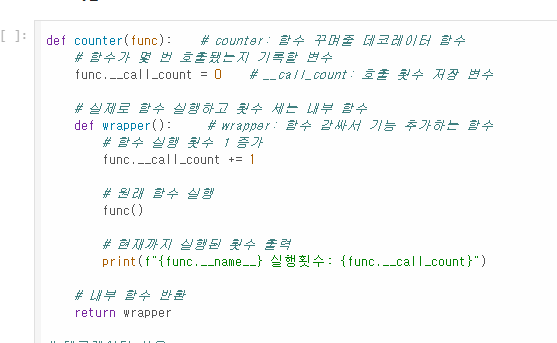 [ ]:
def counter(func):    # counter: 함수 꾸며줄 데코레이터 함수
# 함수가 몇 번 호출됐는지 기록할 변수
func.__call_count = 0    # __call_count: 호출 횟수 저장 변수
# 실제로 함수 실행하고 횟수 세는 내부 함수
def wrapper():    # wrapper: 함수 감싸서 기능 추가하는 함수
# 함수 실행 횟수 1 증가
func.__call_count += 1
# 원래 함수 실행
func()
# 현재까지 실행된 횟수 출력
print(f"{func.__name__} 실행횟수: {func.__call_count}")
# 내부 함수 반환
return wrapper